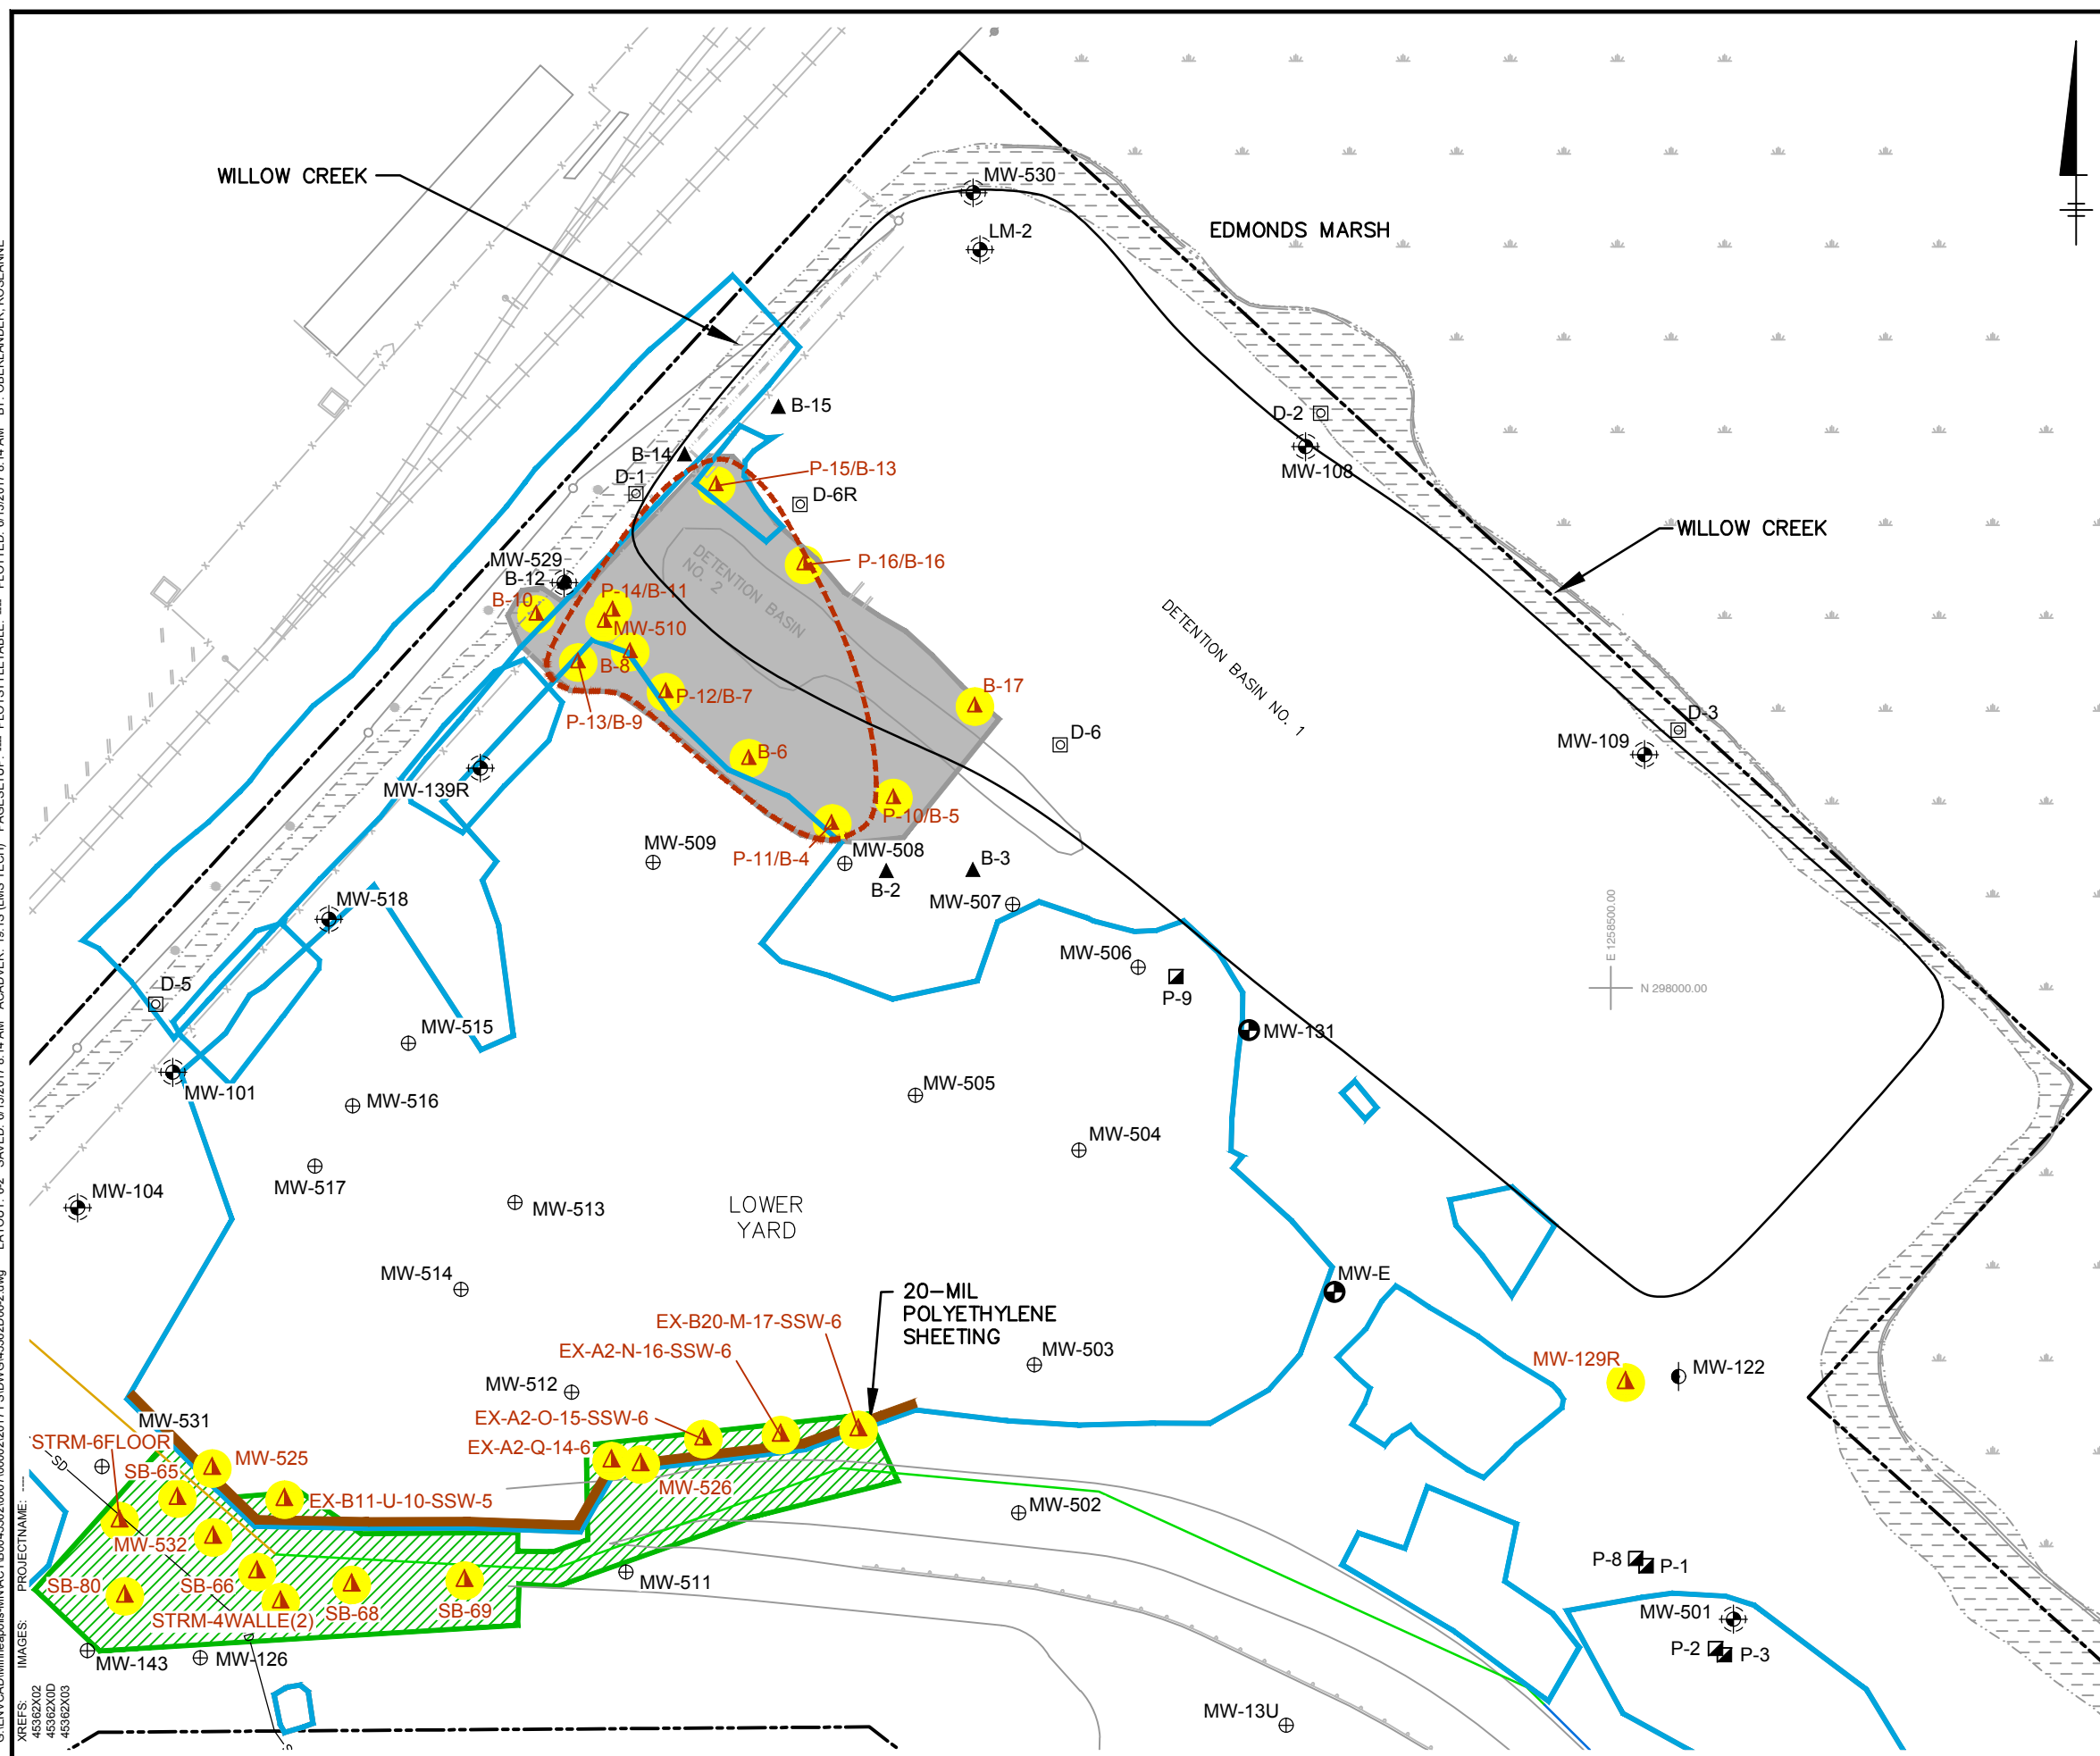 WILLOW CREEK
MW-530
LM-2
EDMONDS MARSH
B-15
B-14
P-15/B-13
D-1
D-6R
D-2
MW-108
WILLOW CREEK
MW-529
B-12
P-16/B-16
DETENTION BASIN
NO. 2
B-10
P-14/B-11
MW-510
B-8
DETENTION BASIN NO. 1
P-12/B-7
B-17
P-13/B-9
D-6
D-3
MW-109
B-6
MW-139R
P-10/B-5
P-11/B-4
MW-509
MW-508
B-3
B-2
MW-507
MW-518
E 1258500.00
N 298000.00
MW-506
P-9
D-5
MW-515
MW-131
MW-101
MW-516
MW-505
MW-504
MW-517
MW-104
MW-513
LOWER
YARD
MW-514
MW-E
20-MIL
POLYETHYLENE
SHEETING
EX-B20-M-17-SSW-6
EX-A2-N-16-SSW-6
MW-503
MW-129R
MW-122
MW-512
EX-A2-O-15-SSW-6
MW-531
STRM-6FLOOR
EX-A2-Q-14-6
SB-65
MW-525
MW-526
SD
EX-B11-U-10-SSW-5
MW-502
MW-532
P-8
P-1
SB-80
SB-66
MW-511
STRM-4WALLE(2)
SB-68
SB-69
MW-501
P-2
P-3
MW-143
MW-126
MW-13U
XREFS:
45362X02
45362X0D
45362X03
IMAGES:
PROJECTNAME: ----